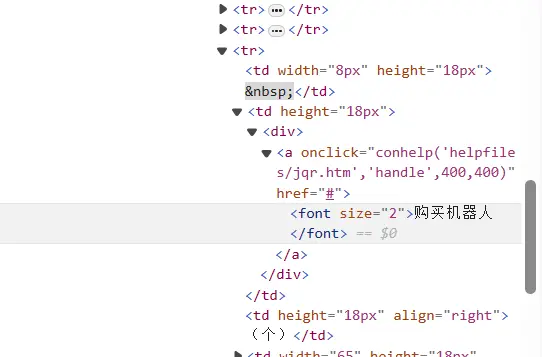 <tr> ••• </tr>
<tr> ••• </tr>
<tr>
<td width="8px" height="18px">
&nbsp;</td>
<td height="18px">
<div>
<a onclick="conhelp('helpfile
s/jqr.htm','handle',400,400)"
href="#">
<font size="2">购买机器人
</font> == $0
</a>
</div>
</td>
<td height="18px" align="right">
（个）</td>
<td width="65" height="18px"